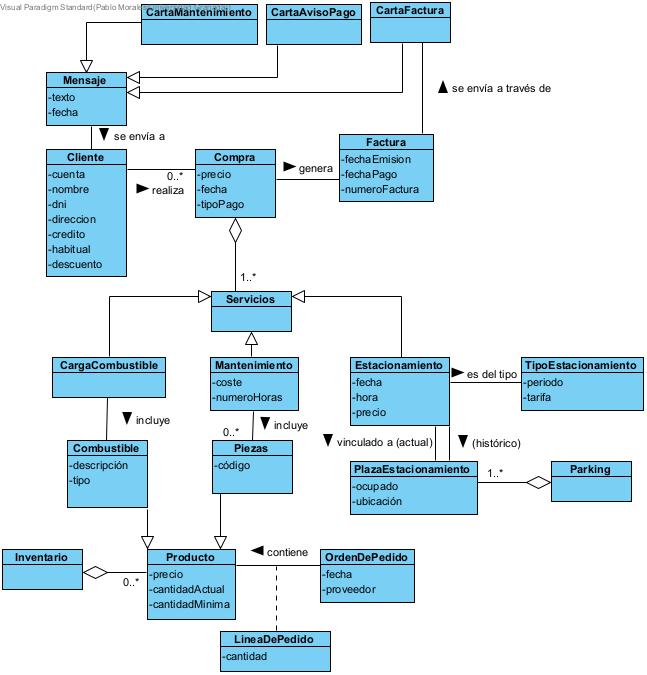 Visual Paradigm Standard(Pablo Morales
CartaMantenimiento
CartaAvisoPago
CartaFactura
Mensaje
-texto
-fecha
se envía a través de
se envía a
Cliente
-cuenta
-nombre
-dni
-direccion
-credito
-habitual
-descuento
0..*
realiza
Compra
-precio
-fecha
-tipoPago
genera
Factura
-fechaEmision
-fechaPago
-numeroFactura
1..*
Servicios
CargaCombustible
Mantenimiento
-coste
-numeroHoras
Estacionamiento
-fecha
-hora
-precio
es del tipo
TipoEstacionamiento
-periodo
-tarifa
incluye
incluye
0..*
vinculado a (actual)
(histórico)
Combustible
-descripción
-tipo
Piezas
-código
PlazaEstacionamiento
-ocupado
-ubicación
1..*
Parking
Inventario
0..*
Producto
-precio
-cantidadActual
-cantidadMinima
contiene
OrdenDePedido
-fecha
-proveedor
LineaDePedido
-cantidad